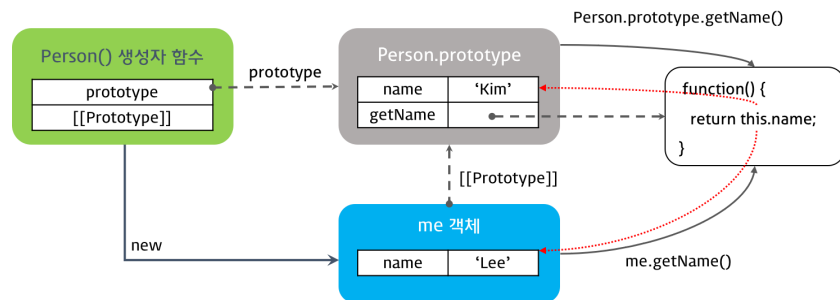 Person.prototype.getName()
Person() 생성자 함수
prototype
[[Prototype]]
prototype
Person.prototype
name ‘Kim’
getName
function() {
return this.name;
}
[[Prototype]]
new
me 객체
name ‘Lee’
me.getName()